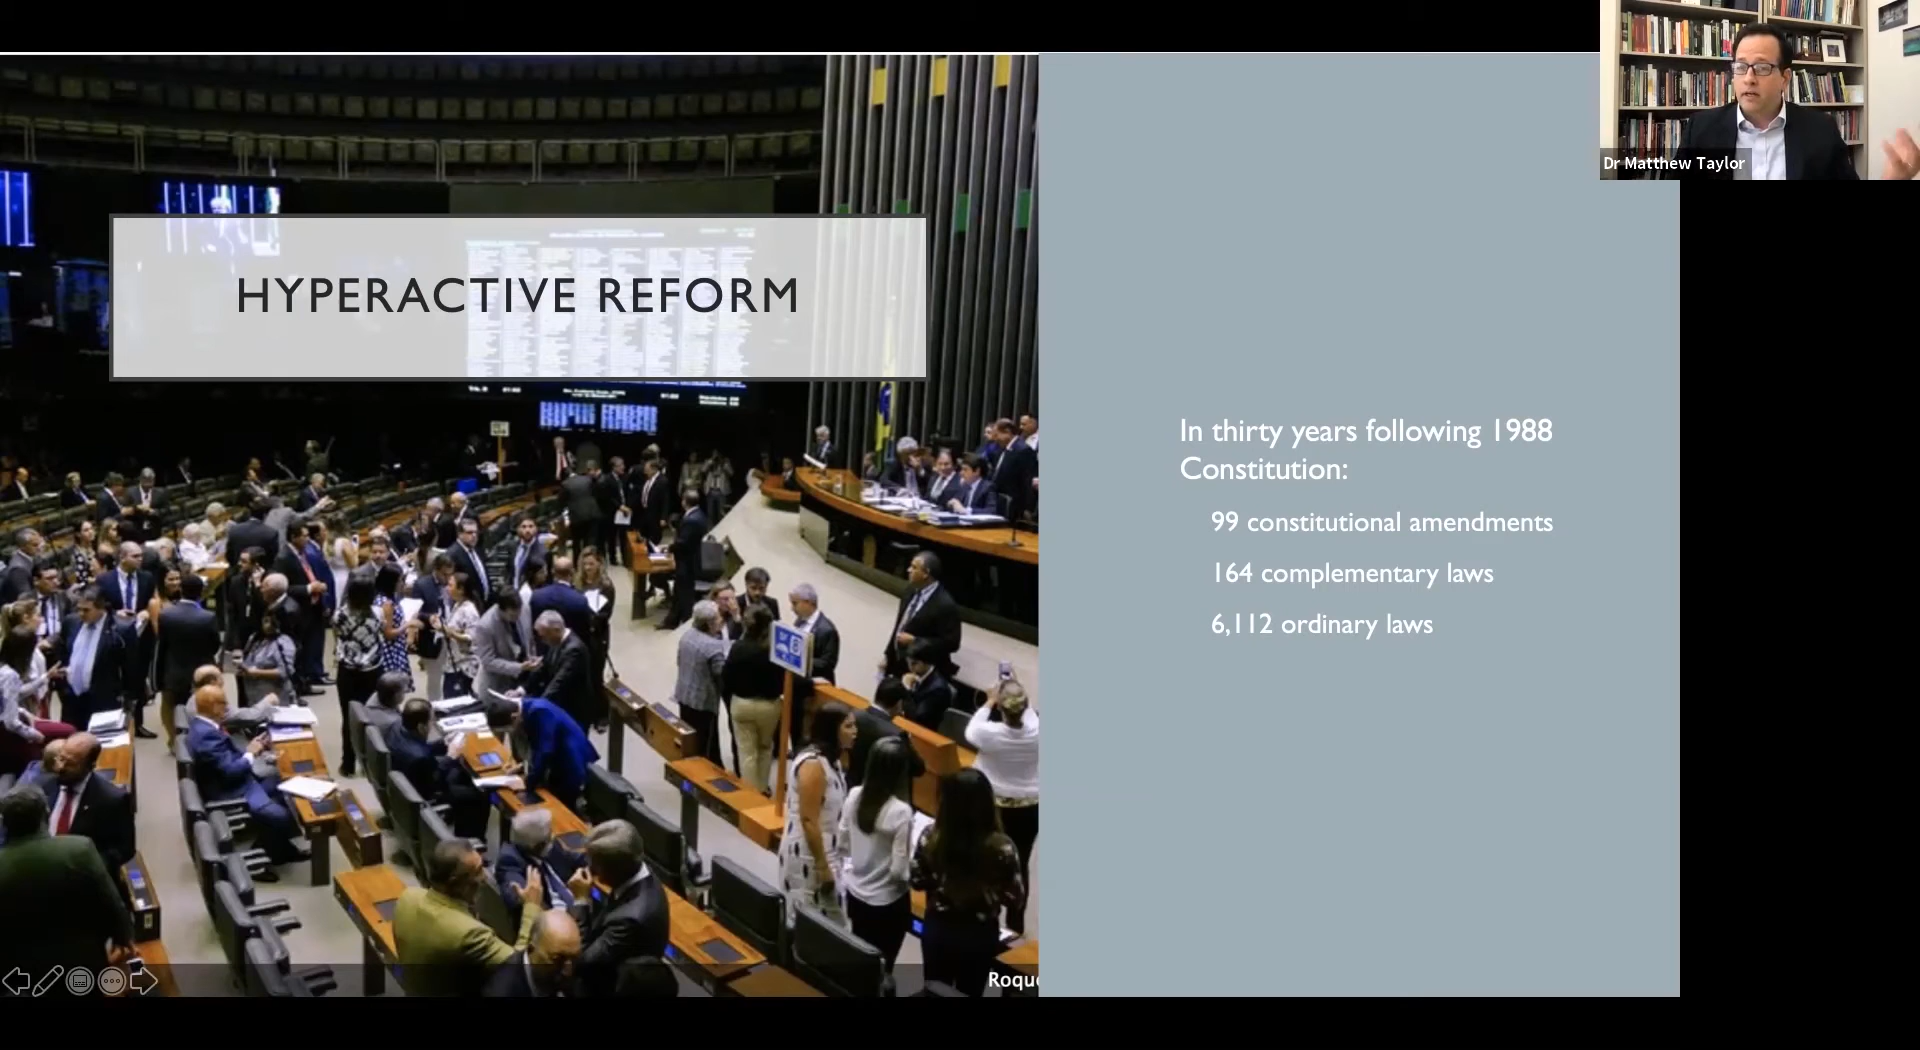 Dr Matthew Taylor
HYPERACTIVE REFORM
In thirty years following 1988
Constitution:
99 constitutional amendments
164 complementary laws
6,112 ordinary laws